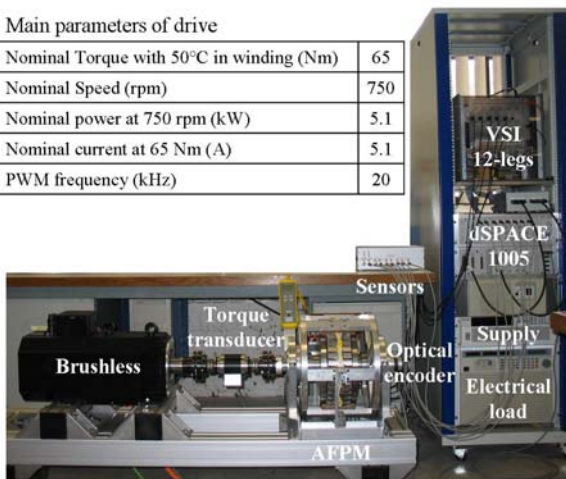 Main parameters of drive
Nominal Torque with 50°C in winding (Nm) 65
Nominal Speed (rpm) 750
Nominal power at 750 rpm (kW) 5.1
Nominal current at 65 Nm (A) 5.1
PWM frequency (kHz) 20
VSI
12-legs
dSPACE
1005
Sensors
Torque
transducer
Brushless
Optical
encoder
Supply
Electrical
load
AFPM